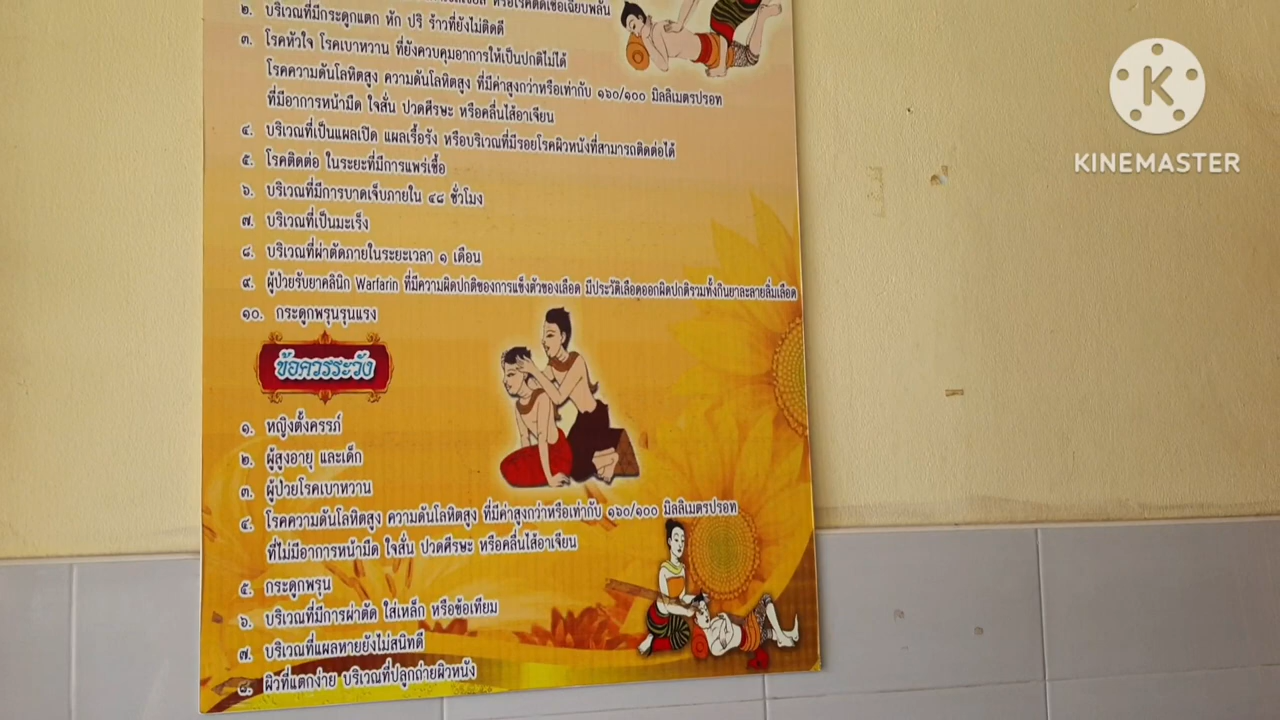 หรือโรคติดเชื้อเฉียบพลัน
๒. บริเวณที่มีกระดูกแตก หัก ปริ ร้าวที่ยังไม่ติดดี
๓. โรคหัวใจ โรคเบาหวาน ที่ยังควบคุมอาการให้เป็นปกติไม่ได้
โรคความดันโลหิตสูง ความดันโลหิตสูง ที่มีค่าสูงกว่าหรือเท่ากับ ๑๖๐/๑๐๐ มิลลิเมตรปรอท
ที่มีอาการหน้ามืด ใจสั่น ปวดศีรษะ หรือคลื่นไส้อาเจียน
๔. บริเวณที่เป็นแผลเปิด แผลเรื้อรัง หรือบริเวณที่มีรอยโรคผิวหนังที่สามารถติดต่อได้
๕. โรคติดต่อ ในระยะที่มีการแพร่เชื้อ
๖. บริเวณที่มีการบาดเจ็บภายใน ๔๘ ชั่วโมง
๗. บริเวณที่เป็นมะเร็ง
๘. บริเวณที่ผ่าตัดภายในระยะเวลา ๑ เดือน
๙. ผู้ป่วยรับยาคลินิก Warfarin ที่มีความผิดปกติของการแข็งตัวของเลือด มีประวัติเลือดออกผิดปกติรวมทั้งกินยาละลายลิ่มเลือด
๑๐. กระดูกพรุนรุนแรง
ข้อควรระวัง
๑. หญิงตั้งครรภ์
๒. ผู้สูงอายุ และเด็ก
๓. ผู้ป่วยโรคเบาหวาน
๔. โรคความดันโลหิตสูง ความดันโลหิตสูง ที่มีค่าสูงกว่าหรือเท่ากับ ๑๖๐/๑๐๐ มิลลิเมตรปรอท
ที่ไม่มีอาการหน้ามืด ใจสั่น ปวดศีรษะ หรือคลื่นไส้อาเจียน
๕. กระดูกพรุน
๖. บริเวณที่มีการผ่าตัด ใส่เหล็ก หรือข้อเทียม
๗. บริเวณที่แผลหายยังไม่สนิทดี
๘. ผิวที่แตกง่าย บริเวณที่ปลูกถ่ายผิวหนัง
K
KINEMASTER